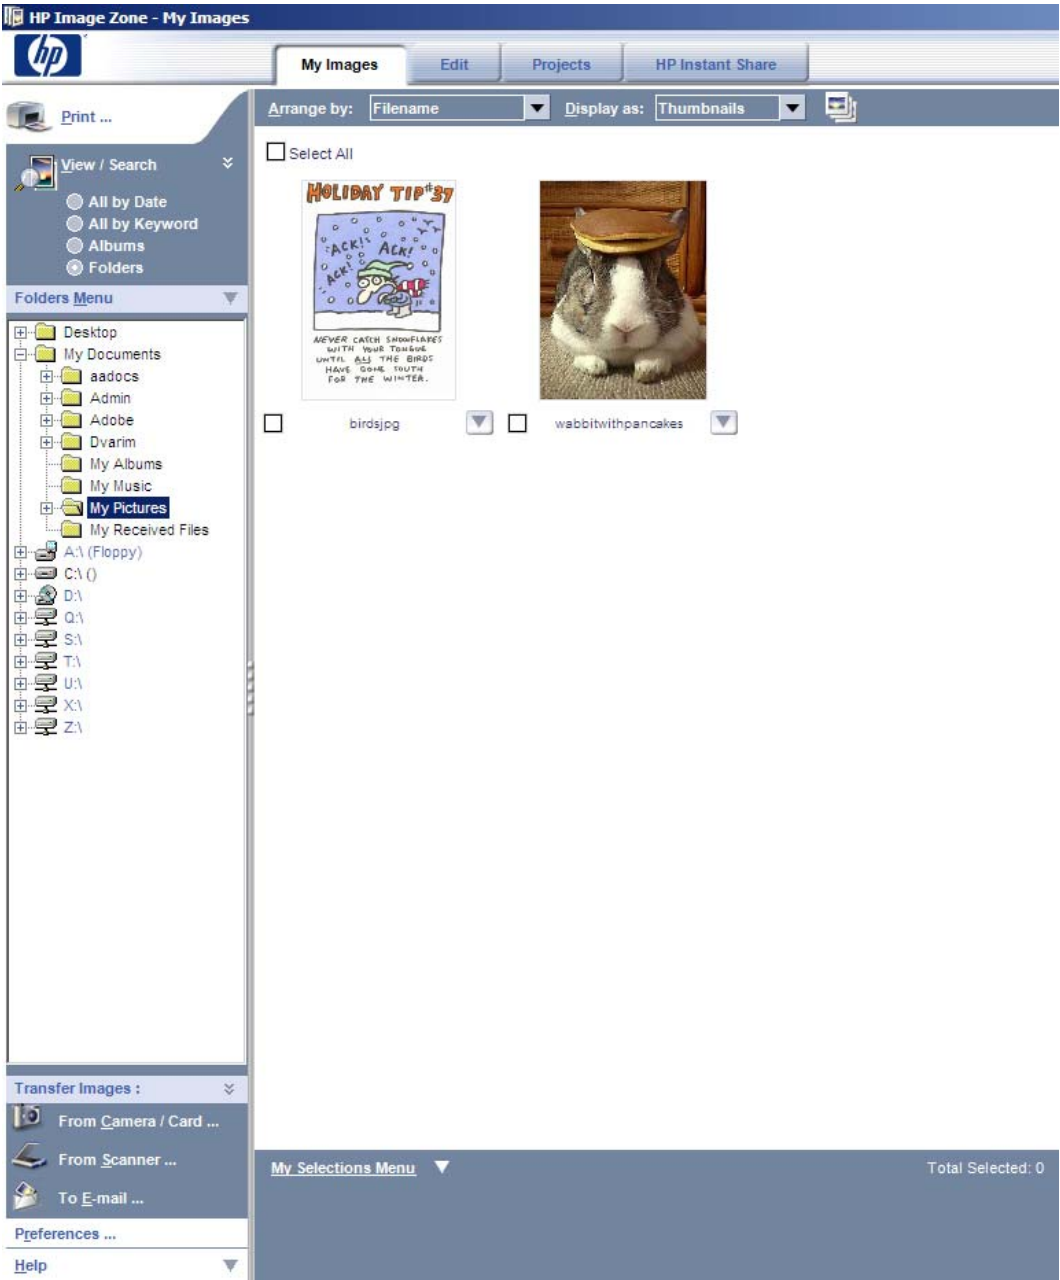 HP Image Zone - My Images
hp
My Images
Edit
Projects
HP Instant Share
Print ...
Arrange by:
Filename
Display as:
Thumbnails
View / Search
All by Date
All by Keyword
Albums
Folders
Folders Menu
Desktop
My Documents
aadocs
Admin
Adobe
Dvarim
My Albums
My Music
My Pictures
My Received Files
A:\ (Floppy)
C:\ ()
D:\
Q:\
S:\
T:\
U:\
X:\
Z:\
Transfer Images :
From Camera / Card ...
From Scanner ...
To E-mail ...
Preferences ...
Help
Select All
HOLIDAY TIP #37
ACK!
ACK!
ACK!
NEVER CATCH SNOWFLAKES
WITH YOUR TONGUE
UNTIL ALL THE BIRDS
HAVE GONE SOUTH
FOR THE WINTER.
birdsjpg
wabbitwithpancakes
My Selections Menu
Total Selected: 0